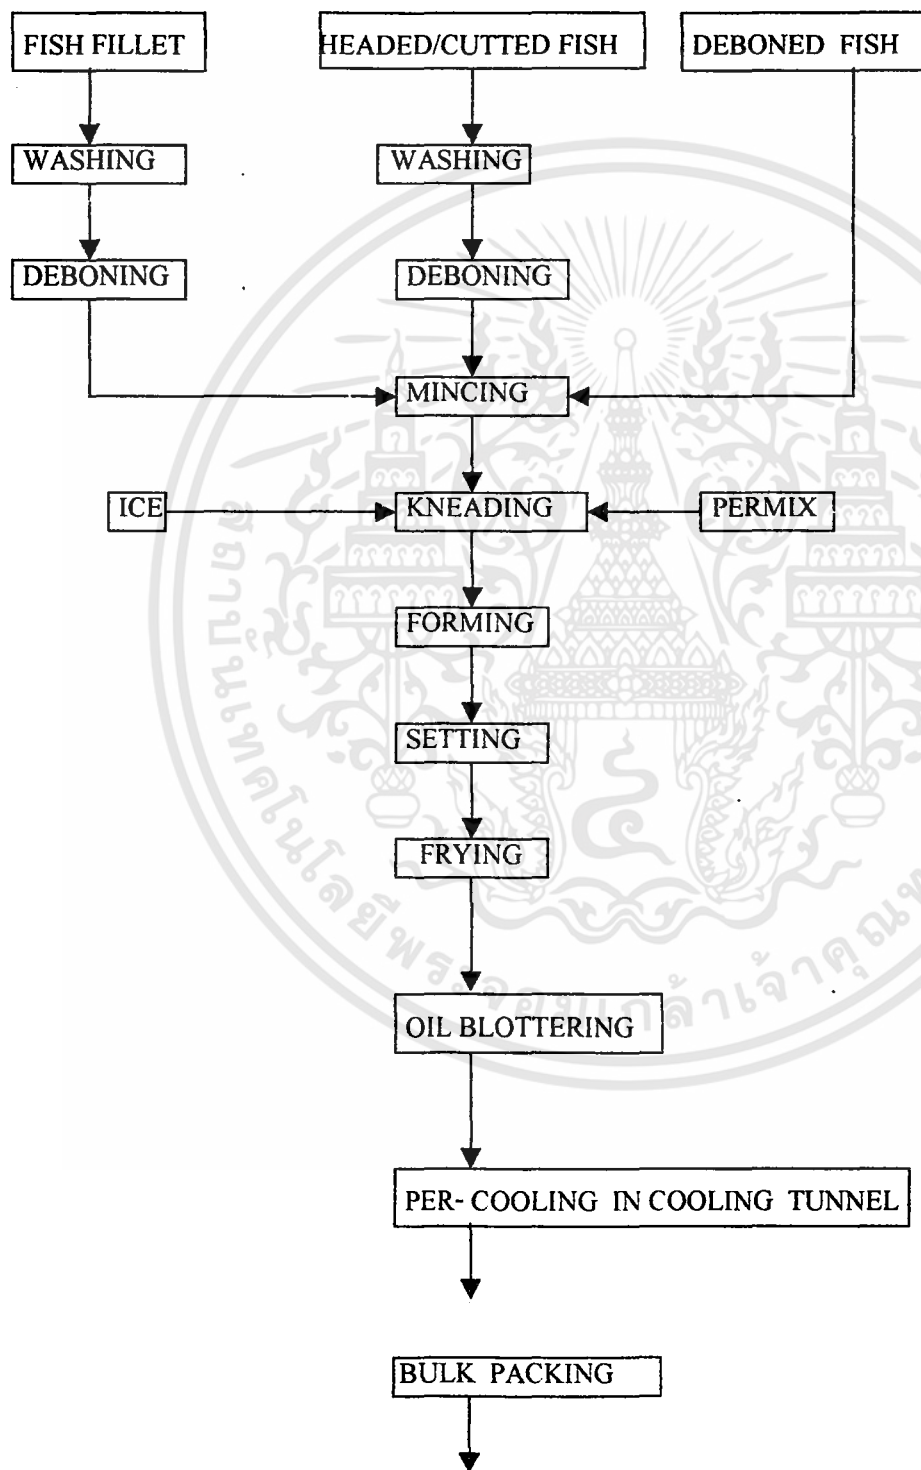 FISH FILLET
HEADED/CUTTED FISH
DEBONED FISH
WASHING
WASHING
DEBONING
DEBONING
MINCING
ICE
KNEADING
PERMIX
FORMING
SETTING
FRYING
OIL BLOTTERING
PER- COOLING IN COOLING TUNNEL
BULK PACKING